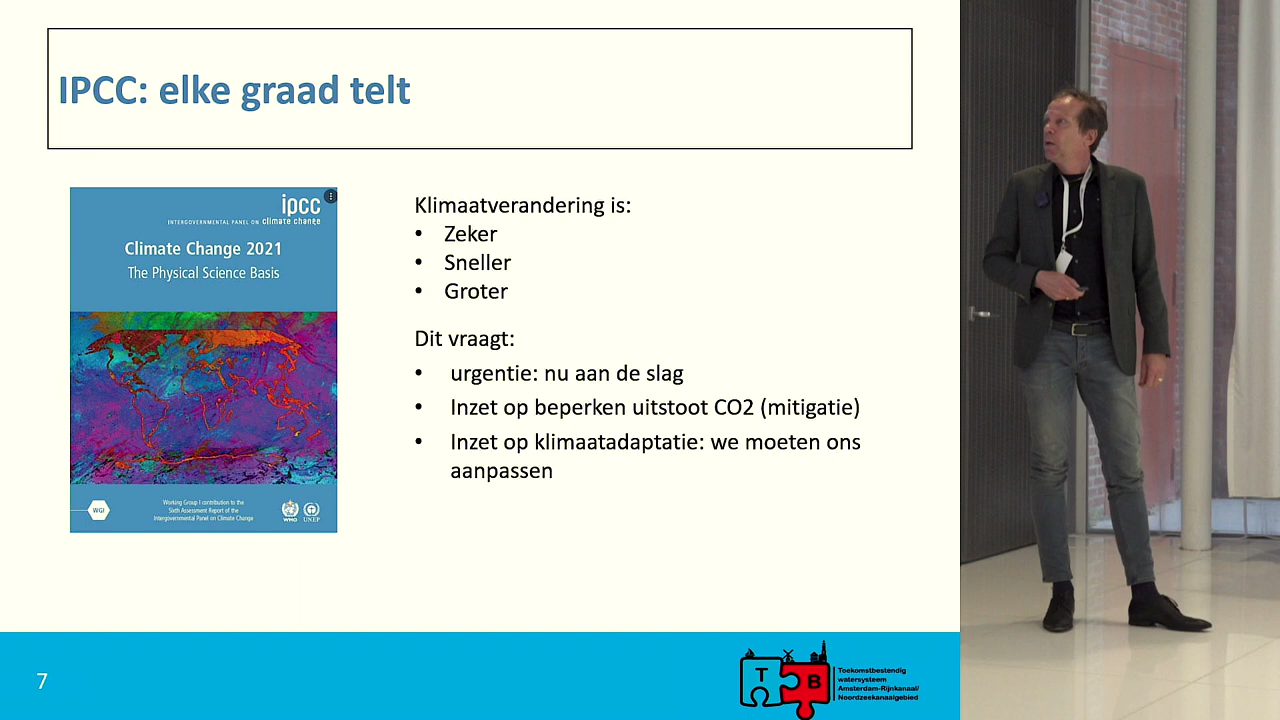 IPCC: elke graad telt
ipcc
INTERGOVERNMENTAL PANEL ON climate change
Climate Change 2021
The Physical Science Basis
WGI
Working Group I contribution to the
Sixth Assessment Report of the
Intergovernmental Panel on Climate Change
WMO
UNEP
Klimaatverandering is:
• Zeker
• Sneller
• Groter
Dit vraagt:
• urgentie: nu aan de slag
• Inzet op beperken uitstoot CO2 (mitigatie)
• Inzet op klimaatadaptatie: we moeten ons
aanpassen
7
T
B
Toekomstbestendig
watersysteem
Amsterdam-Rijnkanaal/
Noordzeekanaalgebied